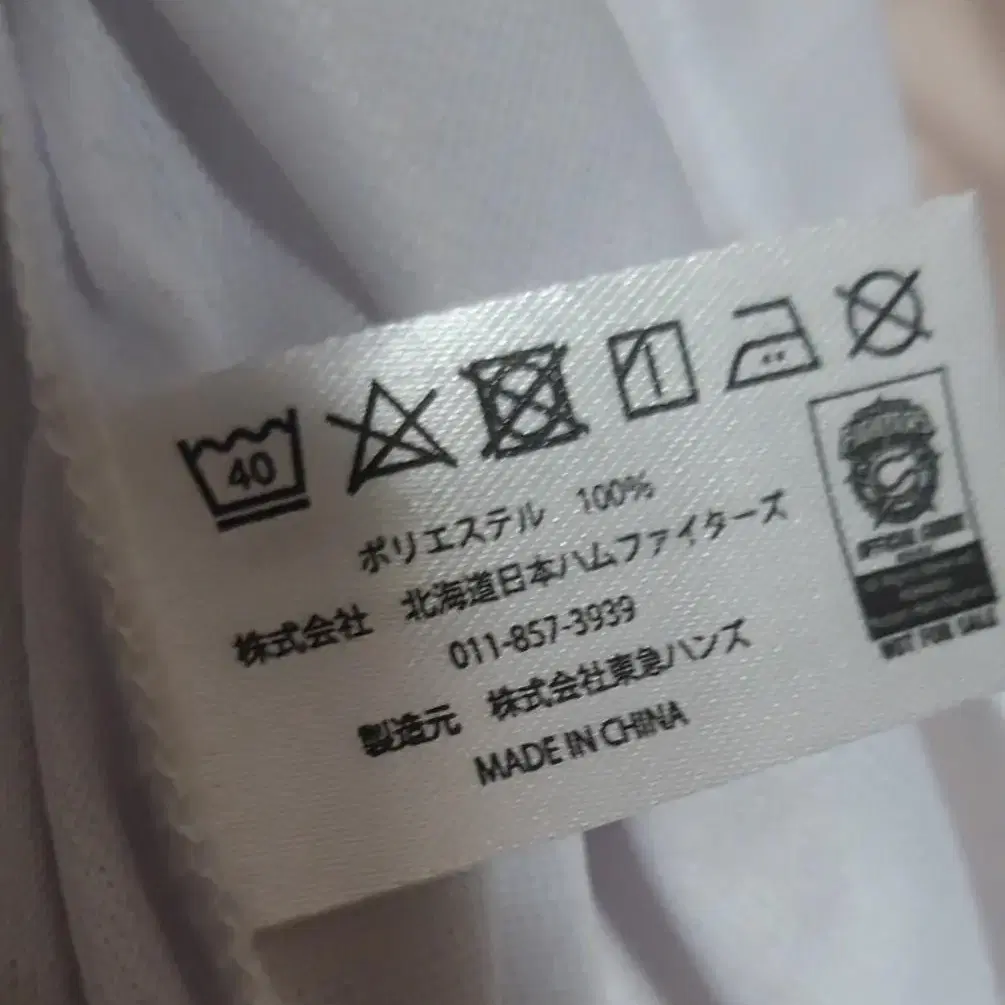 40
ポリエステル 100%
株式会社 北海道日本ハムファイターズ
011-857-3939
製造元 株式会社東急ハンズ
MADE IN CHINA
OFFICIAL GOODS
NOT FOR SALE